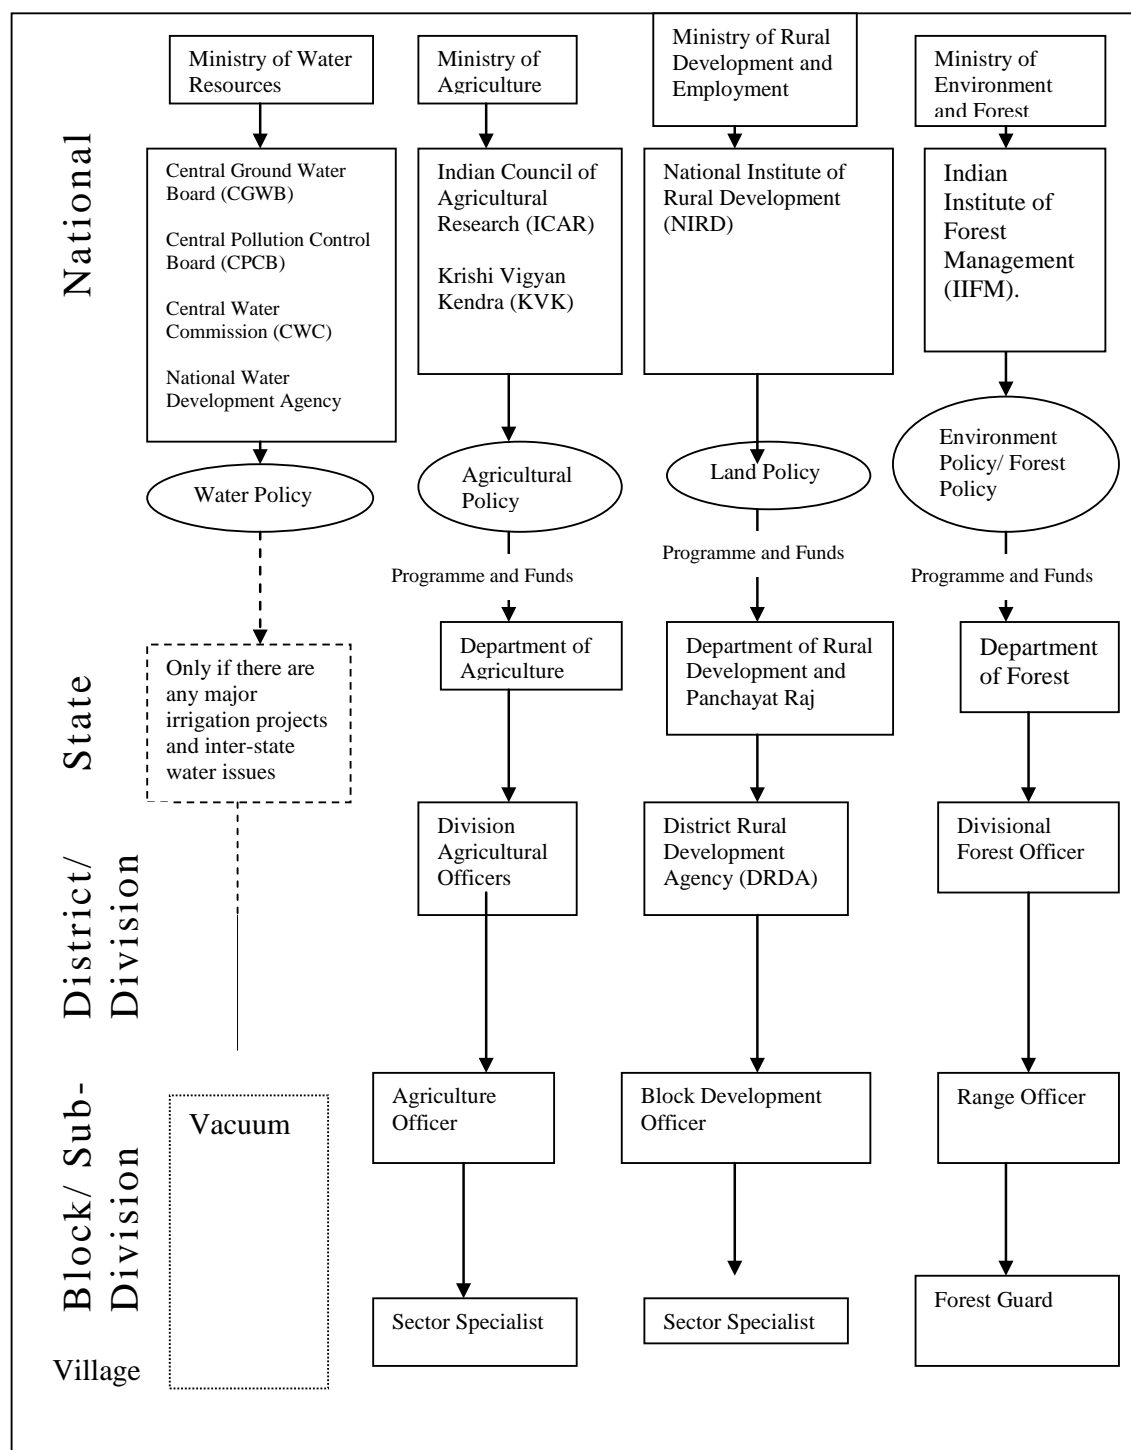 Ministry of Water
Resources
Ministry of
Agriculture
Ministry of Rural
Development and
Employment
Ministry of
Environment
and Forest
National
Central Ground Water
Board (CGWB)
Central Pollution Control
Board (CPCB)
Central Water
Commission (CWC)
National Water
Development Agency
Indian Council of
Agricultural
Research (ICAR)
Krishi Vigyan
Kendra (KVK)
National Institute of
Rural Development
(NIRD)
Indian
Institute of
Forest
Management
(IIFM).
Water Policy
Agricultural
Policy
Land Policy
Environment
Policy/ Forest
Policy
Programme and Funds
Programme and Funds
Programme and Funds
State
Only if there are
any major
irrigation projects
and inter-state
water issues
Department of
Agriculture
Department of Rural
Development and
Panchayat Raj
Department
of Forest
District/
Division
Division
Agricultural
Officers
District Rural
Development
Agency (DRDA)
Divisional
Forest Officer
Block/ Sub-
Division
Vacuum
Agriculture
Officer
Block Development
Officer
Range Officer
Sector Specialist
Sector Specialist
Forest Guard
Village